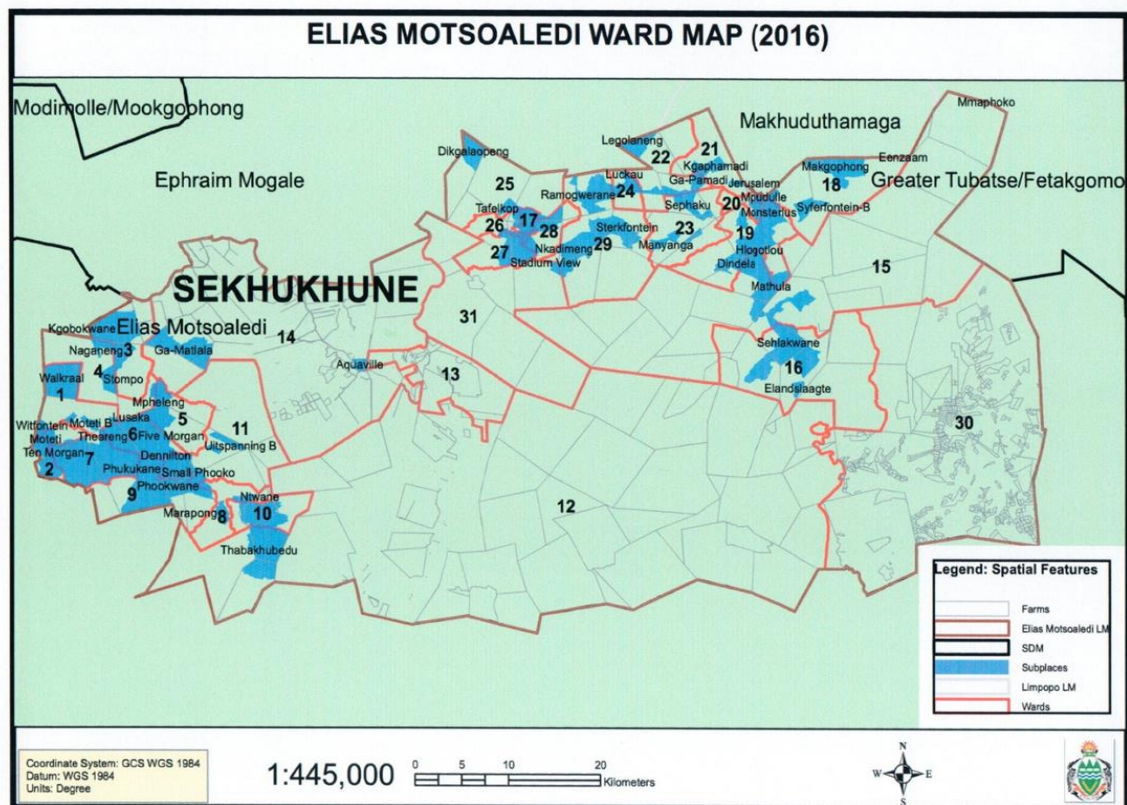 ELIAS MOTSOALEDI WARD MAP (2016)
Modimolle/Mookgophong
Mmaphoko
Makhuduthamaga
Legolaneng
21
22
Dikgalaopeng
Kgaphamadi
Eenzaam
Makgophong
Ephraim Mogale
Luckau
Ga-Pamadi
Jerusalem
18
Greater Tubatse/Fetakgomo
25
Ramogwerane
24
Mpudulle
Sephaku
20
Monsterlus
Syferfontein-B
Tafelkop
17
26
28
Sterkfontein
23
19
27
Nkadimeng
29
Manyanga
Hlogotlou
Stadium View
Dindela
15
Mathula
SEKHUKHUNE
31
Kgobokwane
Elias Motsoaledi
14
Naganeng
3
Ga-Matlala
Sehlakwane
Aquaville
13
16
4
Stompo
Walkraal
1
Elandslaagte
Mpheleng
Luseka
5
Witfontein
Moteti B
11
30
Moteti
Theareng
6
Five Morgan
Uitspanning B
Ten Morgan
7
Dennilton
2
Phukukane
Small Phooko
Phookwane
9
Ntwane
Marapong
8
10
12
Thabakhubedu
Legend: Spatial Features
Farms
Elias Motsoaledi LM
SDM
Subplaces
Limpopo LM
Wards
Coordinate System: GCS WGS 1984
Datum: WGS 1984
Units: Degree
1:445,000
0 5 10 20
Kilometers
N
W E
S